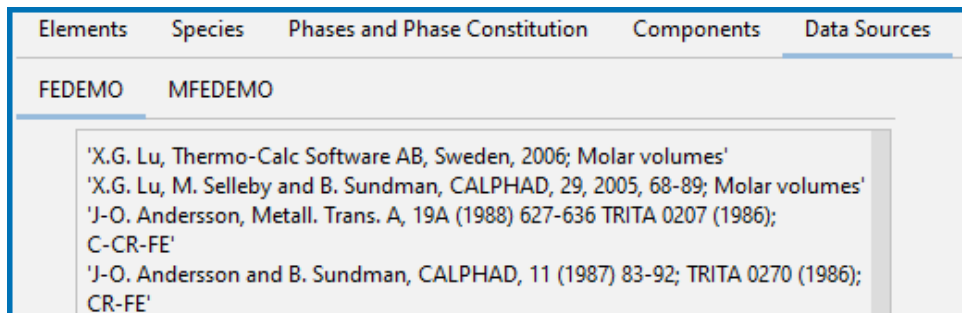 Elements Species Phases and Phase Constitution Components Data Sources
FEDEMO MFEDEMO
'X.G. Lu, Thermo-Calc Software AB, Sweden, 2006; Molar volumes'
'X.G. Lu, M. Selleby and B. Sundman, CALPHAD, 29, 2005, 68-89; Molar volumes'
'J-O. Andersson, Metall. Trans. A, 19A (1988) 627-636 TRITA 0207 (1986);
C-CR-FE'
'J-O. Andersson and B. Sundman, CALPHAD, 11 (1987) 83-92; TRITA 0270 (1986);
CR-FE'